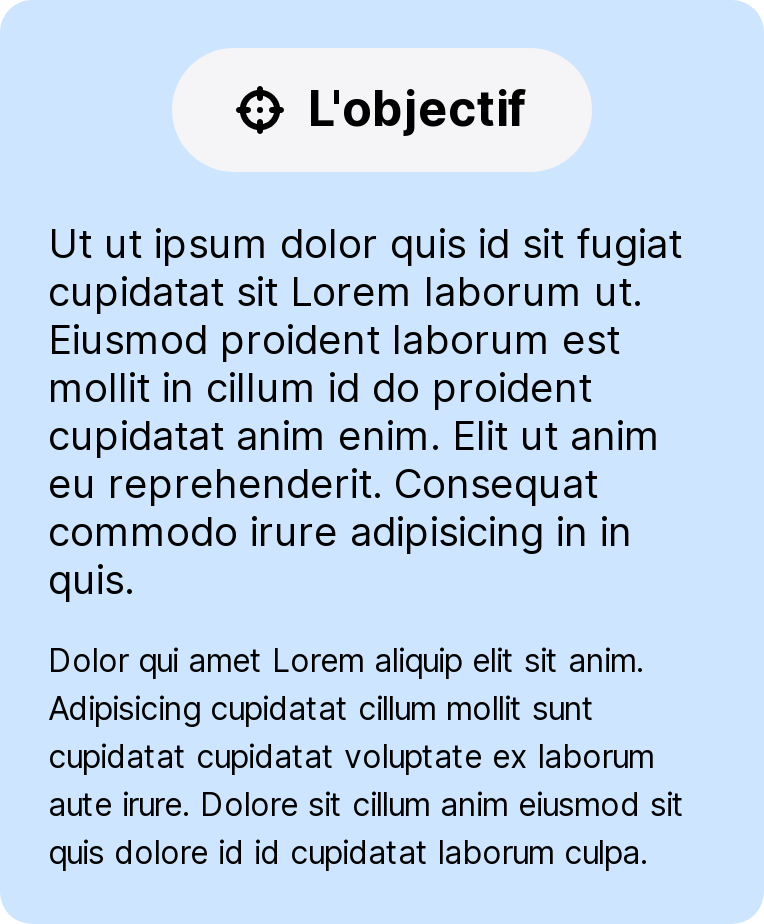 L'objectif
Ut ut ipsum dolor quis id sit fugiat
cupidatat sit Lorem laborum ut.
Eiusmod proident laborum est
mollit in cillum id do proident
cupidatat anim enim. Elit ut anim
eu reprehenderit. Consequat
commodo irure adipisicing in in
quis.
Dolor qui amet Lorem aliquip elit sit anim.
Adipisicing cupidatat cillum mollit sunt
cupidatat cupidatat voluptate ex laborum
aute irure. Dolore sit cillum anim eiusmod sit
quis dolore id id cupidatat laborum culpa.